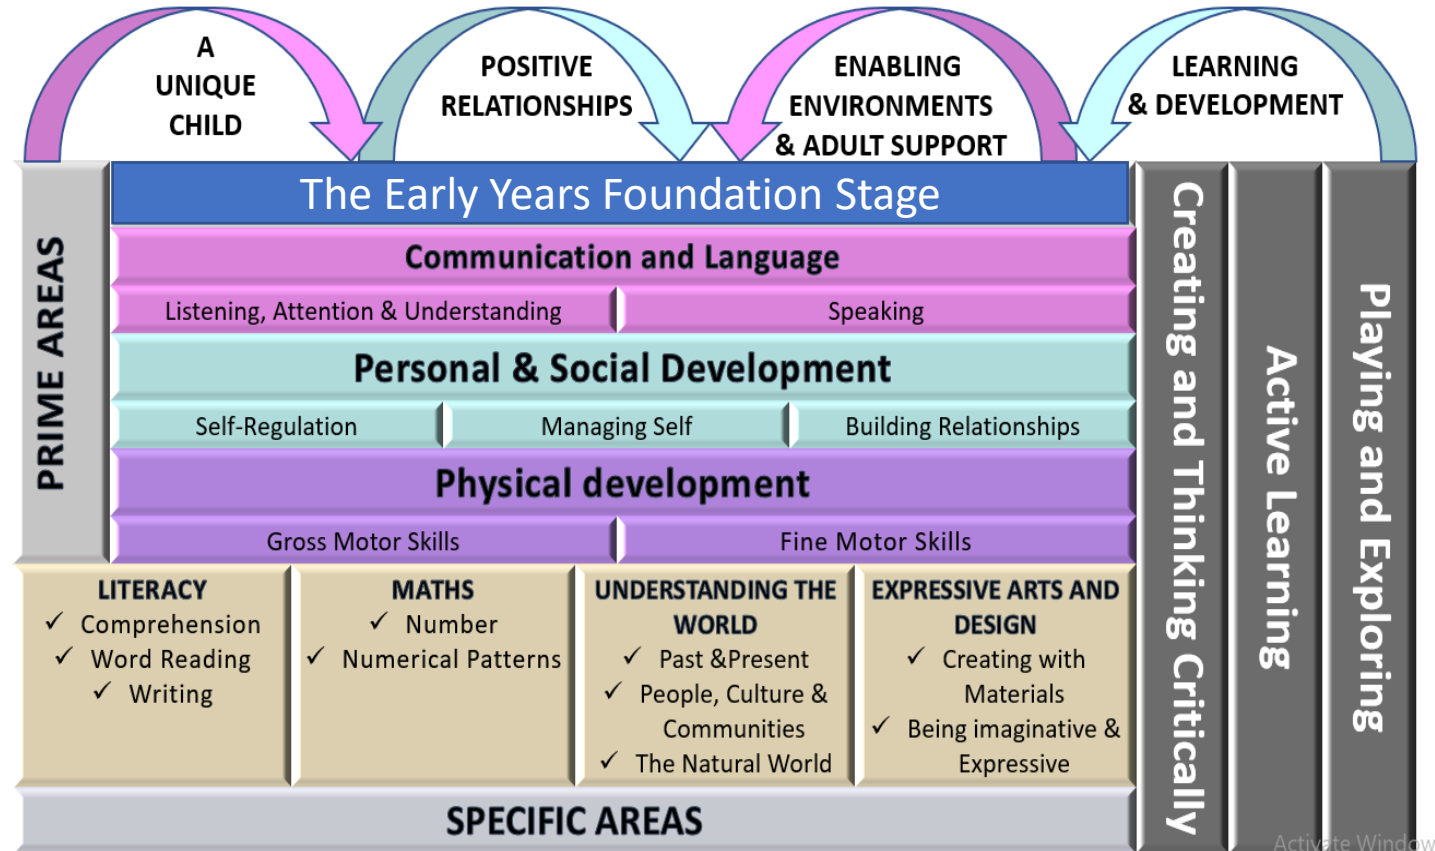 A
UNIQUE
CHILD
POSITIVE
RELATIONSHIPS
ENABLING
ENVIRONMENTS
& ADULT SUPPORT
LEARNING
& DEVELOPMENT
PRIME AREAS
The Early Years Foundation Stage
Communication and Language
Listening, Attention & Understanding
Speaking
Personal & Social Development
Self-Regulation
Managing Self
Building Relationships
Physical development
Gross Motor Skills
Fine Motor Skills
LITERACY
✓ Comprehension
✓ Word Reading
✓ Writing
MATHS
✓ Number
✓ Numerical Patterns
UNDERSTANDING THE
WORLD
✓ Past &Present
✓ People, Culture &
Communities
✓ The Natural World
EXPRESSIVE ARTS AND
DESIGN
✓ Creating with
Materials
✓ Being imaginative &
Expressive
SPECIFIC AREAS
Creating and Thinking Critically
Active Learning
Playing and Exploring
Activate Window